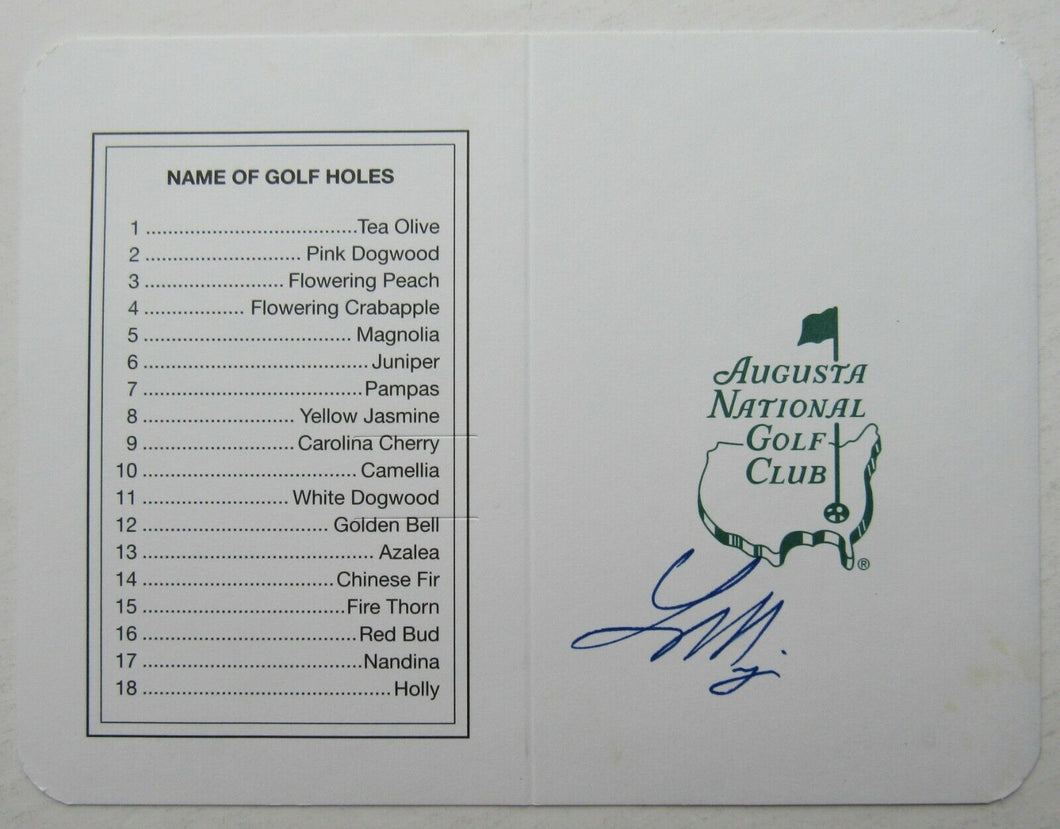 NAME OF GOLF HOLES
1 ........................................Tea Olive
2 ............................. Pink Dogwood
3 ......................... Flowering Peach
4 .................. Flowering Crabapple
5 ...................................... Magnolia
6 .........................................Juniper
7 ........................................Pampas
8 ........................... Yellow Jasmine
9 ...........................Carolina Cherry
10 ......................................Camellia
11 ..........................White Dogwood
12 .................................Golden Bell
13 ......................................... Azalea
14 ..................................Chinese Fir
15 ....................................Fire Thorn
16 ......................................Red Bud
17 .......................................Nandina
18 ............................................Holly
AUGUSTA
NATIONAL
GOLF
CLUB
®